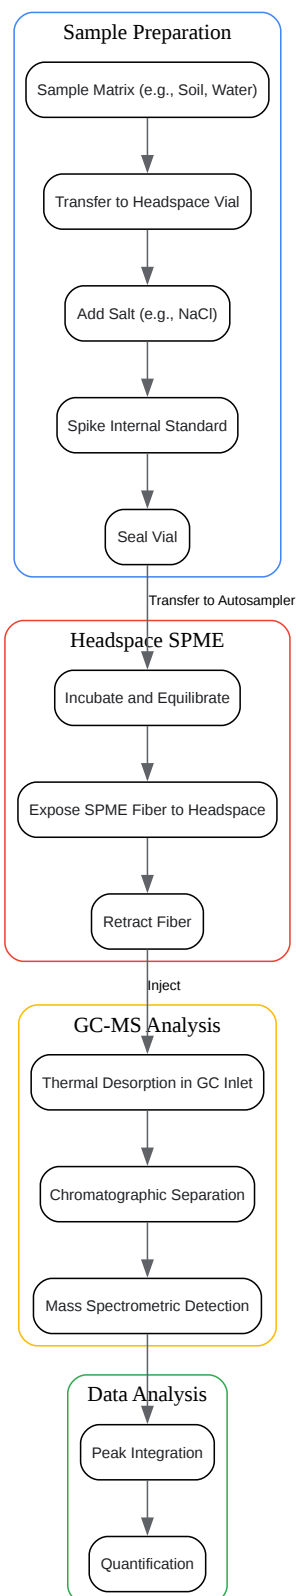 Sample Preparation
Sample Matrix (e.g., Soil, Water)
Transfer to Headspace Vial
Add Salt (e.g., NaCl)
Spike Internal Standard
Seal Vial
Transfer to Autosampler
Headspace SPME
Incubate and Equilibrate
Expose SPME Fiber to Headspace
Retract Fiber
Inject
GC-MS Analysis
Thermal Desorption in GC Inlet
Chromatographic Separation
Mass Spectrometric Detection
Data Analysis
Peak Integration
Quantification